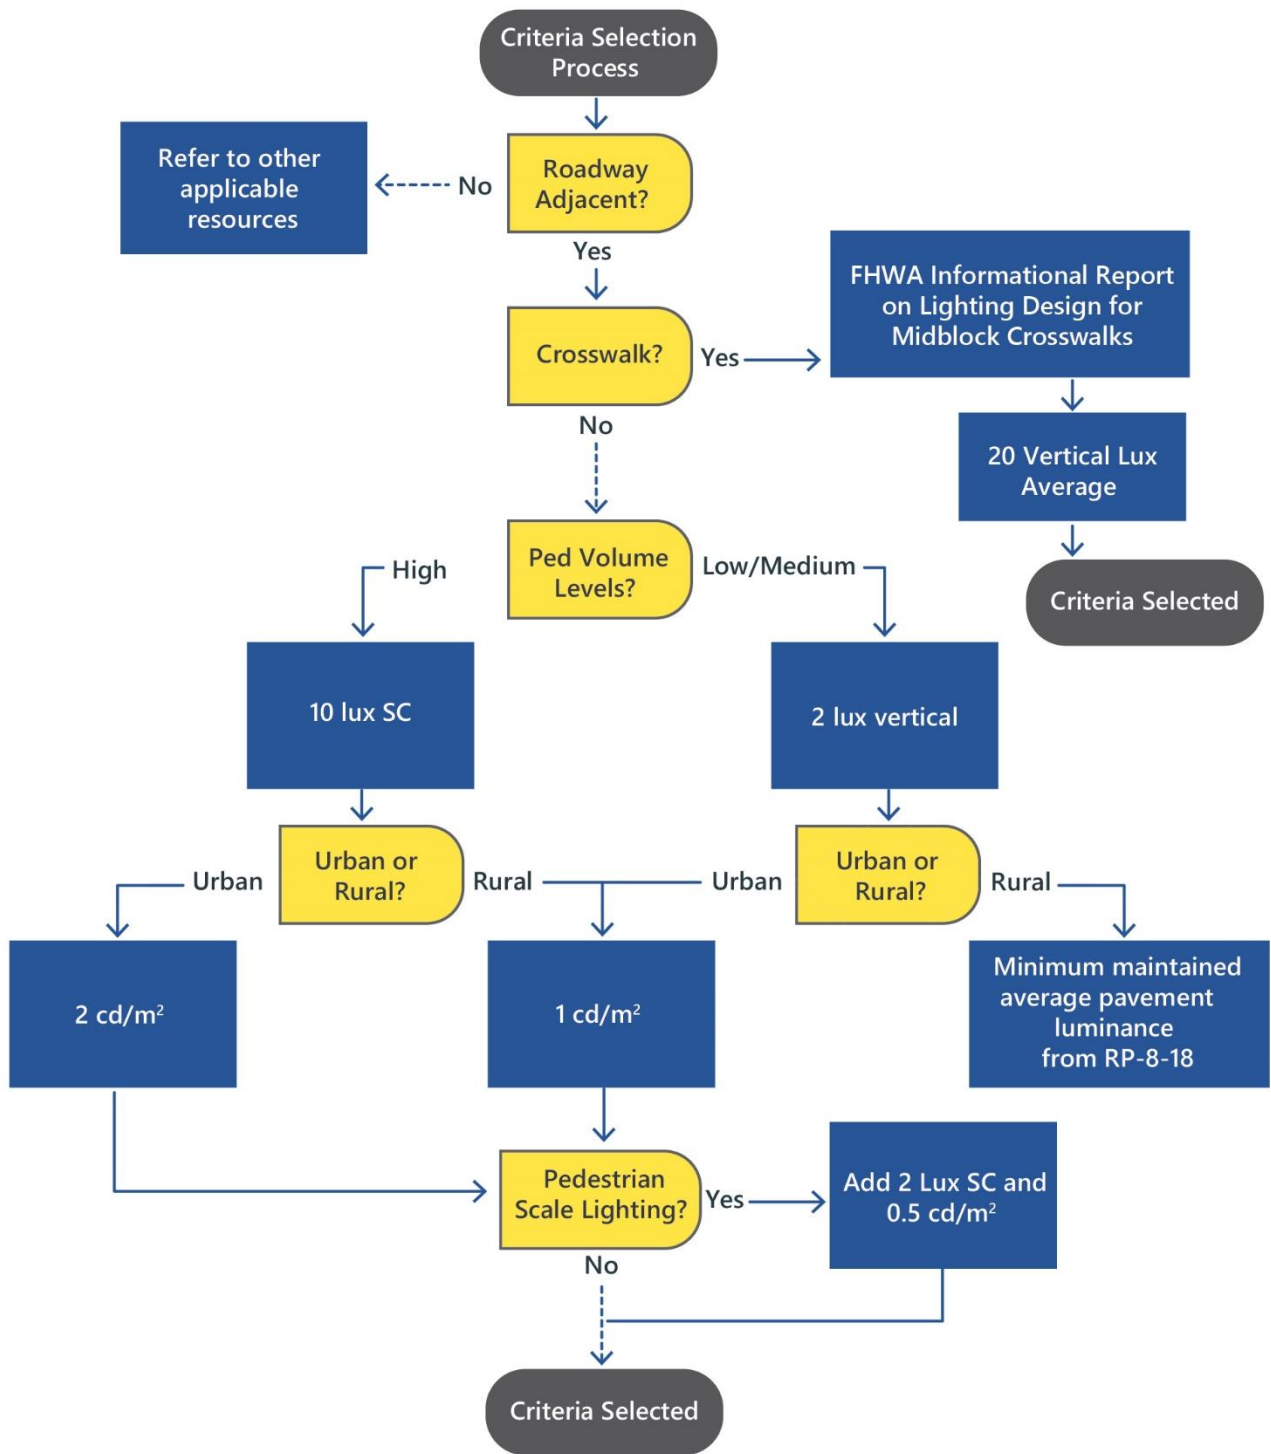 Criteria Selection
Process
Refer to other
applicable
resources
No
Roadway
Adjacent?
Yes
FHWA Informational Report
on Lighting Design for
Midblock Crosswalks
Crosswalk?
Yes
No
20 Vertical Lux
Average
Ped Volume
Levels?
High
Low/Medium
Criteria Selected
10 lux SC
2 lux vertical
Urban
Urban or
Rural?
Rural
Urban
Urban or
Rural?
Rural
2 cd/m²
1 cd/m²
Minimum maintained
average pavement
luminance
from RP-8-18
Pedestrian
Scale Lighting?
Yes
Add 2 Lux SC and
0.5 cd/m²
No
Criteria Selected